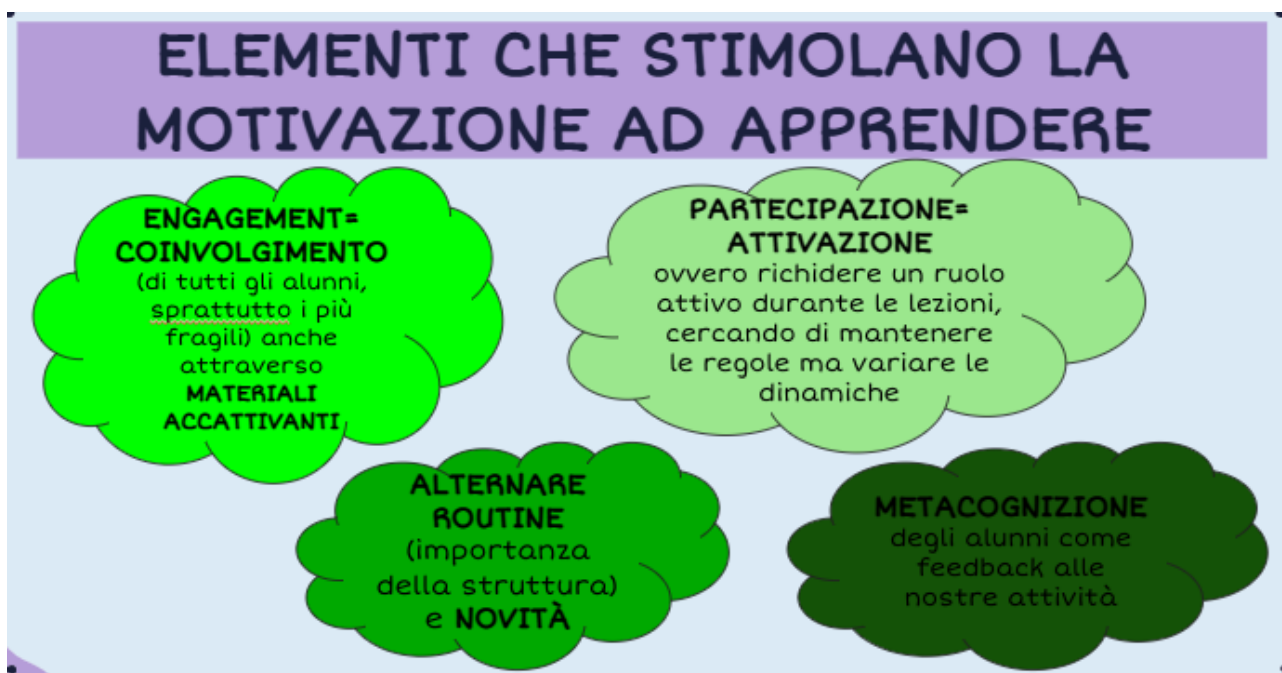 ELEMENTI CHE STIMOLANO LA
MOTIVAZIONE AD APPRENDERE
ENGAGEMENT=
COINVOLGIMENTO
(di tutti gli alunni,
sprattutto i più
fragili) anche
attraverso
MATERIALI
ACCATTIVANTI
PARTECIPAZIONE=
ATTIVAZIONE
ovvero richidere un ruolo
attivo durante le lezioni,
cercando di mantenere
le regole ma variare le
dinamiche
ALTERNARE
ROUTINE
(importanza
della struttura)
e NOVITÀ
METACOGNIZIONE
degli alunni come
feedback alle
nostre attività